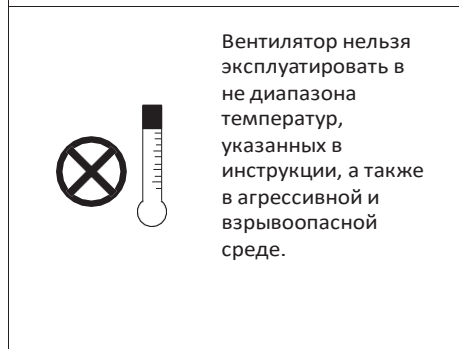 Вентилятор нельзя
эксплуатировать в
не диапазона
температур,
указанных в
инструкции, а также
в агрессивной и
взрывоопасной
среде.